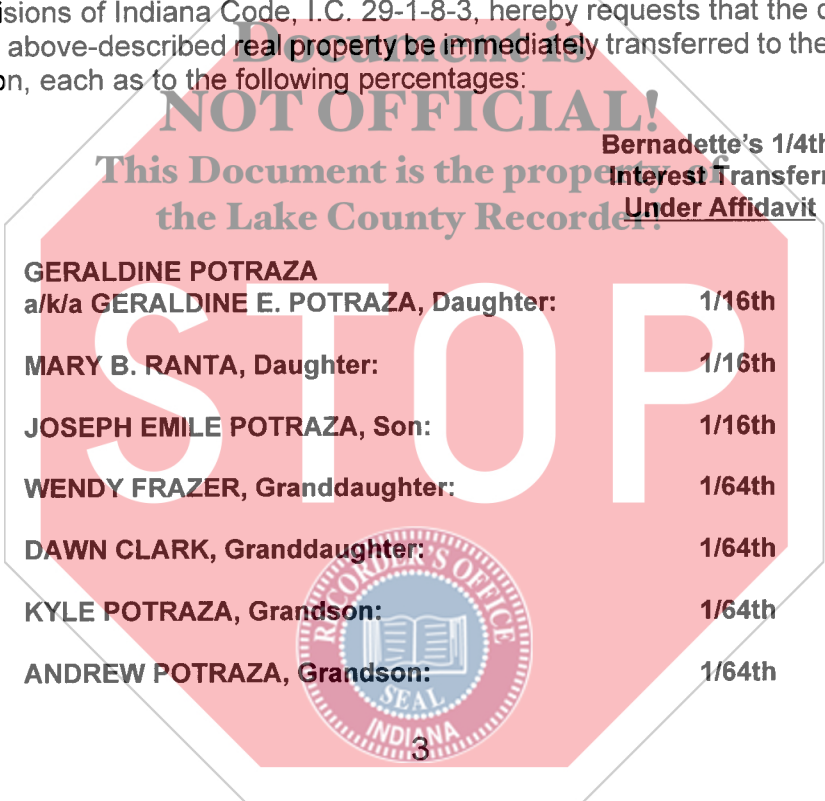 isions of Indiana Code, I.C. 29-1-8-3, hereby requests that the
above-described real property be immediately transferred to the
on, each as to the following percentages:
Document is
NOT OFFICIAL!
This Document is the property of
the Lake County Recorder!
Bernadette's 1/4th
Interest Transferr
Under Affidavit
GERALDINE POTRAZA
a/k/a GERALDINE E. POTRAZA, Daughter: 1/16th
MARY B. RANTA, Daughter: 1/16th
JOSEPH EMILE POTRAZA, Son: 1/16th
WENDY FRAZER, Granddaughter: 1/64th
DAWN CLARK, Granddaughter: 1/64th
KYLE POTRAZA, Grandson: 1/64th
ANDREW POTRAZA, Grandson: 1/64th
STOP
RECORDER'S OFFICE
SEAL
INDIANA
3